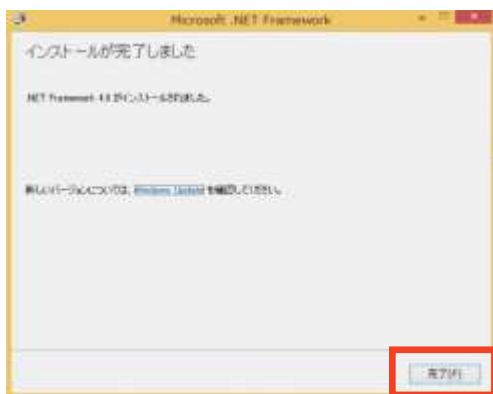 Microsoft .NET Framework
インストールが完了しました
.NET Framework がインストールされました。
新しいバージョンについては、Windows Update を確認してください。
完了(F)